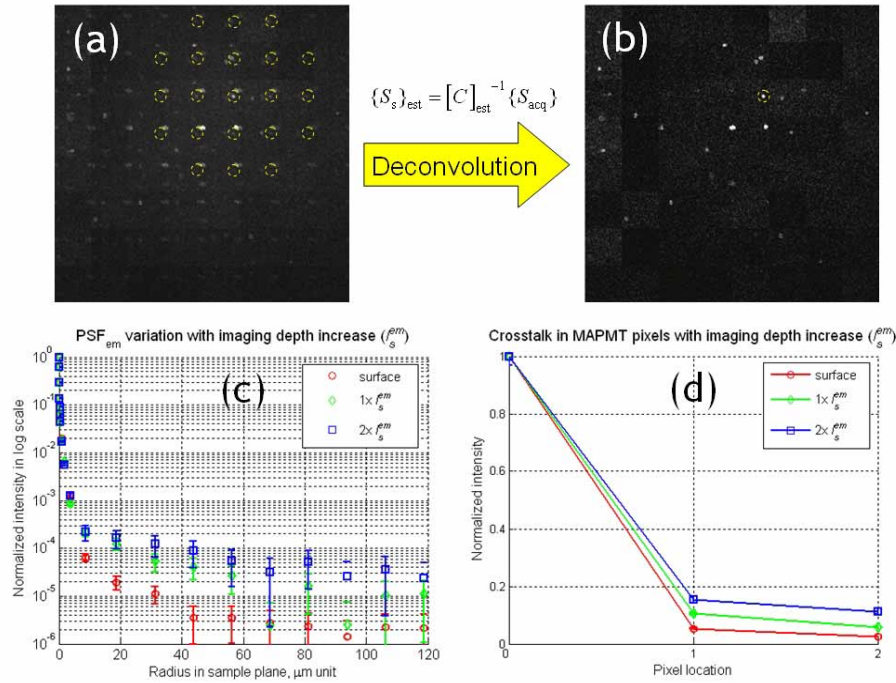 (a)
(b)
{S_s}_est = [C]_est^-1 {S_acq}
Deconvolution
PSF_em variation with imaging depth increase (l_s^em)
Normalized intensity in log scale
10^0
10^-1
10^-2
10^-3
10^-4
10^-5
10^-6
0 20 40 60 80 100 120
Radius in sample plane, μm unit
(c)
surface
1× l_s^em
2× l_s^em
Crosstalk in MAPMT pixels with imaging depth increase (l_s^em)
Normalized intensity
1
0.8
0.6
0.4
0.2
0
0 1 2
Pixel location
(d)
surface
1× l_s^em
2× l_s^em